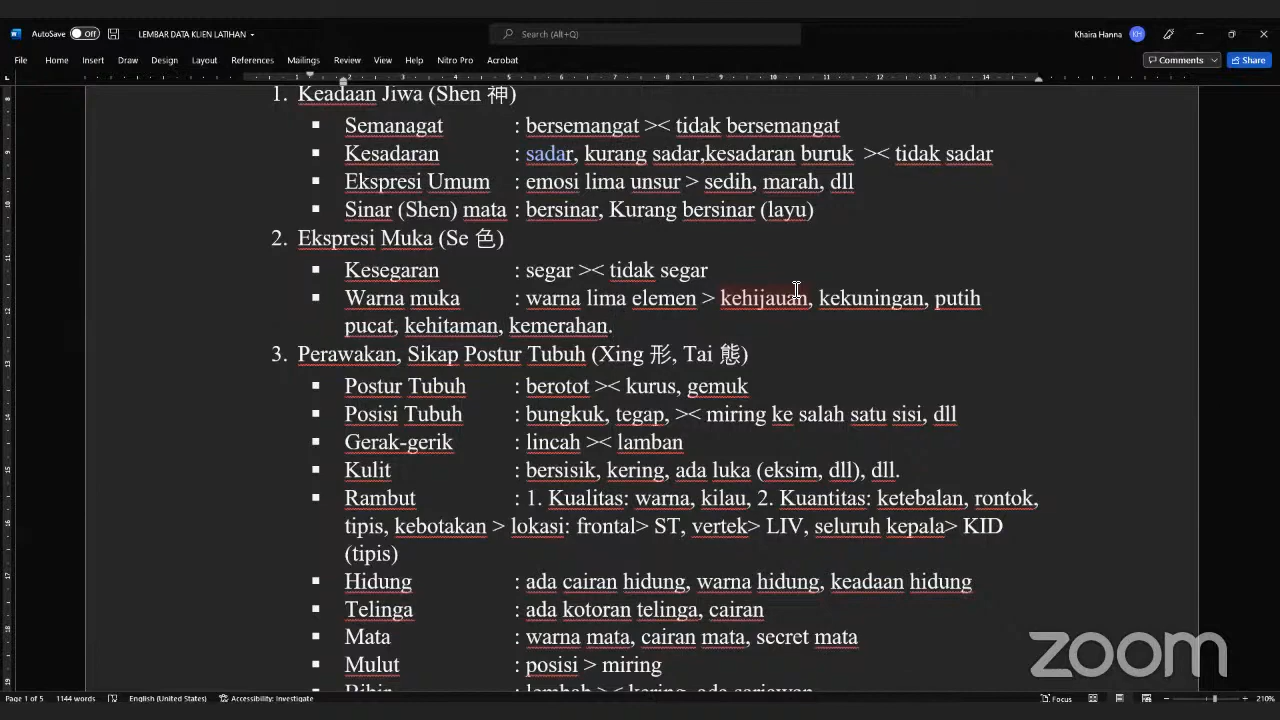 AutoSave Off LEMBAR DATA KLIEN LATIHAN Search (Alt+Q) Khaira Hanna KH
File Home Insert Draw Design Layout References Mailings Review View Help Nitro Pro Acrobat Comments Share
1. Keadaan Jiwa (Shen 神)
▪ Semanagat : bersemangat >< tidak bersemangat
▪ Kesadaran : sadar, kurang sadar,kesadaran buruk >< tidak sadar
▪ Ekspresi Umum : emosi lima unsur > sedih, marah, dll
▪ Sinar (Shen) mata : bersinar, Kurang bersinar (layu)
2. Ekspresi Muka (Se 色)
▪ Kesegaran : segar >< tidak segar
▪ Warna muka : warna lima elemen > kehijauan, kekuningan, putih
pucat, kehitaman, kemerahan.
3. Perawakan, Sikap Postur Tubuh (Xing 形, Tai 態)
▪ Postur Tubuh : berotot >< kurus, gemuk
▪ Posisi Tubuh : bungkuk, tegap, >< miring ke salah satu sisi, dll
▪ Gerak-gerik : lincah >< lamban
▪ Kulit : bersisik, kering, ada luka (eksim, dll), dll.
▪ Rambut : 1. Kualitas: warna, kilau, 2. Kuantitas: ketebalan, rontok,
tipis, kebotakan > lokasi: frontal> ST, vertek> LIV, seluruh kepala> KID
(tipis)
▪ Hidung : ada cairan hidung, warna hidung, keadaan hidung
▪ Telinga : ada kotoran telinga, cairan
▪ Mata : warna mata, cairan mata, secret mata
▪ Mulut : posisi > miring
zoom
Page 1 of 5 1144 words English (United States) Accessibility: Investigate Focus 210%